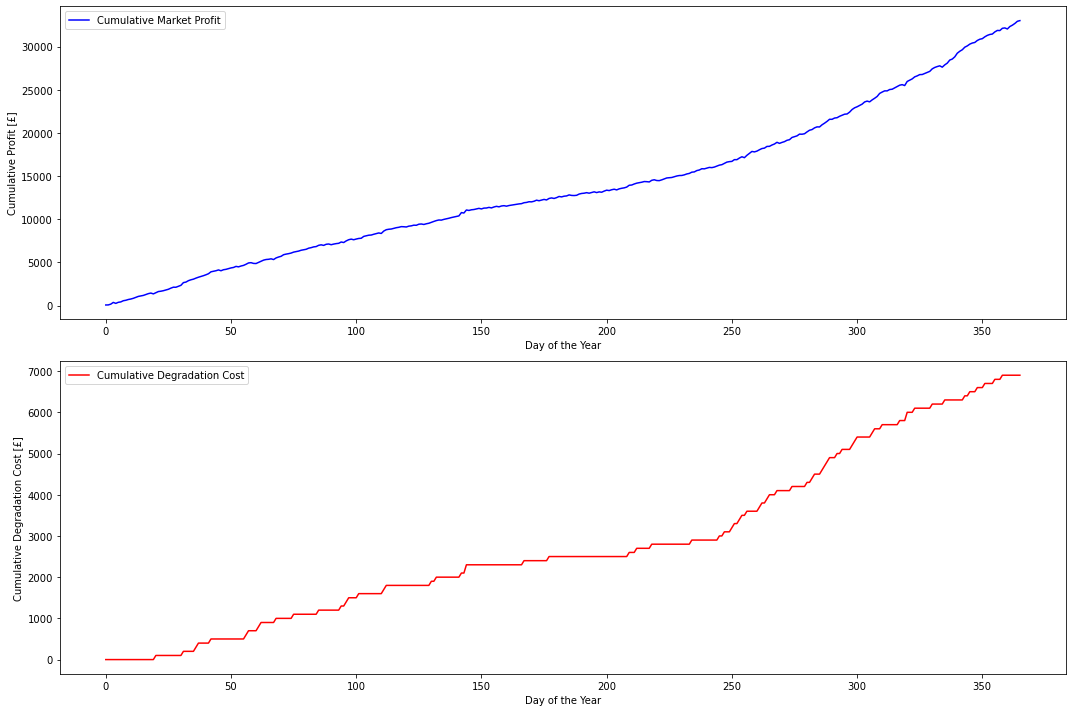 Cumulative Market Profit
Cumulative Profit [£]
30000
25000
20000
15000
10000
5000
0
0 50 100 150 200 250 300 350
Day of the Year
Cumulative Degradation Cost
Cumulative Degradation Cost [£]
7000
6000
5000
4000
3000
2000
1000
0
0 50 100 150 200 250 300 350
Day of the Year